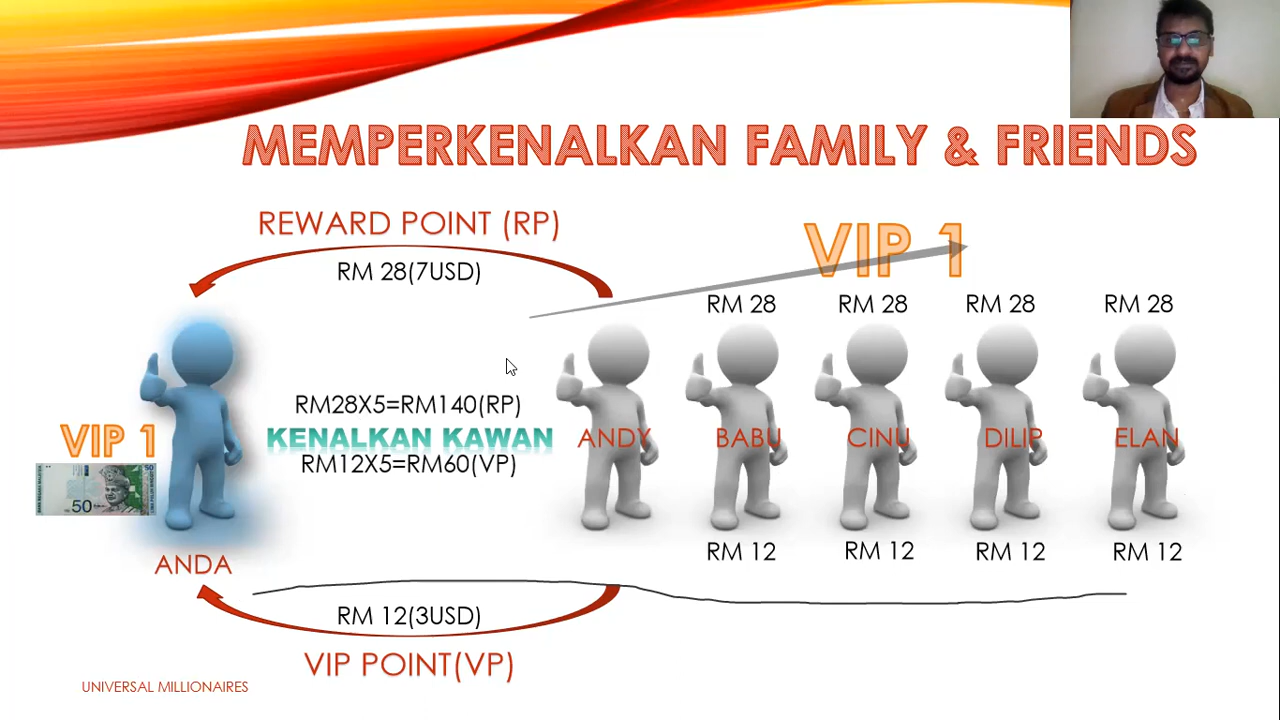 MEMPERKENALKAN FAMILY & FRIENDS
REWARD POINT (RP)
RM 28(7USD)
VIP 1
RM 28 RM 28 RM 28 RM 28
RM28X5=RM140(RP)
VIP 1
KENALKAN KAWAN
ANDY BABU CINU DILIP ELAN
RM12X5=RM60(VP)
50
50
ANDA
RM 12 RM 12 RM 12 RM 12
RM 12(3USD)
VIP POINT(VP)
UNIVERSAL MILLIONAIRES